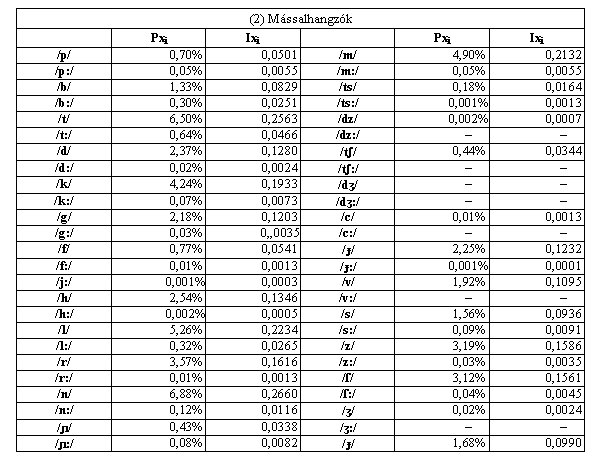 (2) Mássalhangzók
Pxi Ixi Pxi Ixi
/p/ 0,70% 0,0501 /m/ 4,90% 0,2132
/p:/ 0,05% 0,0055 /m:/ 0,05% 0,0055
/b/ 1,33% 0,0829 /ts/ 0,18% 0,0164
/b:/ 0,30% 0,0251 /ts:/ 0,001% 0,0013
/t/ 6,50% 0,2563 /dz/ 0,002% 0,0007
/t:/ 0,64% 0,0466 /dz:/ – –
/d/ 2,37% 0,1280 /tʃ/ 0,44% 0,0344
/d:/ 0,02% 0,0024 /tʃ:/ – –
/k/ 4,24% 0,1933 /dʒ/ – –
/k:/ 0,07% 0,0073 /dʒ:/ – –
/g/ 2,18% 0,1203 /c/ 0,01% 0,0013
/g:/ 0,03% 0,,0035 /c:/ – –
/f/ 0,77% 0,0541 /ɟ/ 2,25% 0,1232
/f:/ 0,01% 0,0013 /ɟ:/ 0,001% 0,0001
/j:/ 0,001% 0,0003 /v/ 1,92% 0,1095
/h/ 2,54% 0,1346 /v:/ – –
/h:/ 0,002% 0,0005 /s/ 1,56% 0,0936
/l/ 5,26% 0,2234 /s:/ 0,09% 0,0091
/l:/ 0,32% 0,0265 /z/ 3,19% 0,1586
/r/ 3,57% 0,1616 /z:/ 0,03% 0,0035
/r:/ 0,01% 0,0013 /ʃ/ 3,12% 0,1561
/n/ 6,88% 0,2660 /ʃ:/ 0,04% 0,0045
/n:/ 0,12% 0,0116 /ʒ/ 0,02% 0,0024
/ɲ/ 0,43% 0,0338 /ʒ:/ – –
/ɲ:/ 0,08% 0,0082 /ɟ/ 1,68% 0,0990